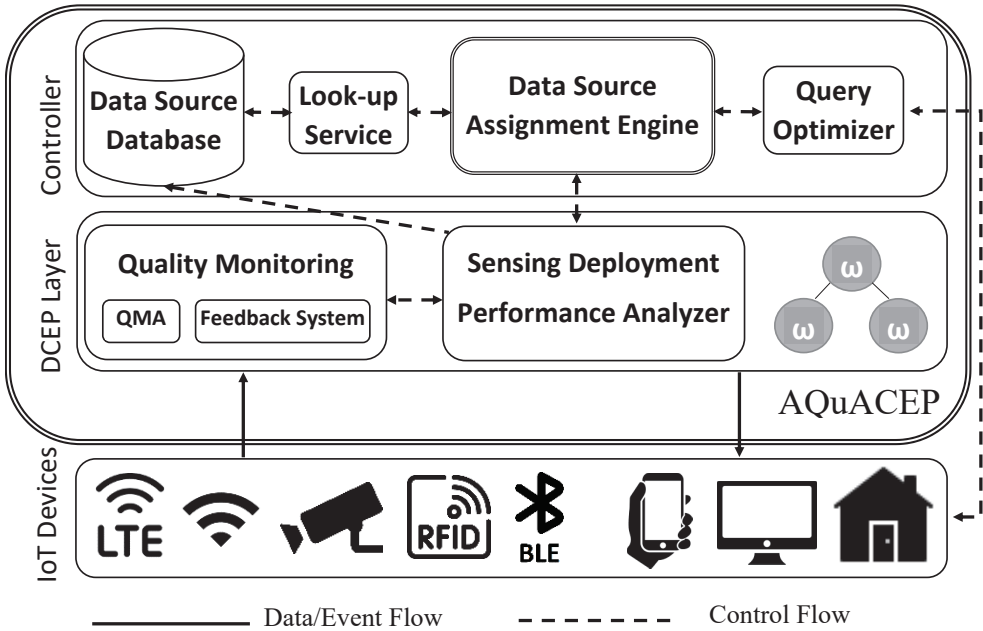 Controller
Data Source
Database
Look-up
Service
Data Source
Assignment Engine
Query
Optimizer
DCEP Layer
Quality Monitoring
QMA
Feedback System
Sensing Deployment
Performance Analyzer
ω
ω
ω
AQuACEP
IoT Devices
LTE
RFID
BLE
Data/Event Flow
Control Flow